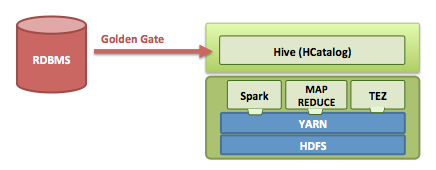 Golden Gate
RDBMS
Hive (HCatalog)
Spark
MAP
REDUCE
TEZ
YARN
HDFS